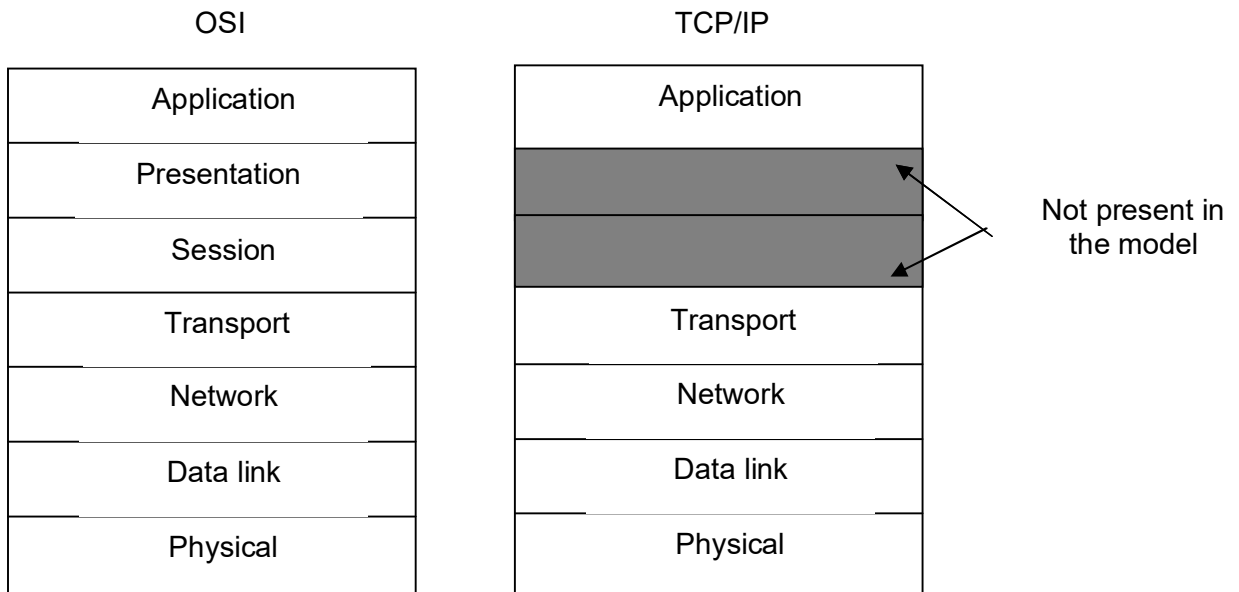 OSI
Application
Presentation
Session
Transport
Network
Data link
Physical
TCP/IP
Application
Transport
Network
Data link
Physical
Not present in
the model